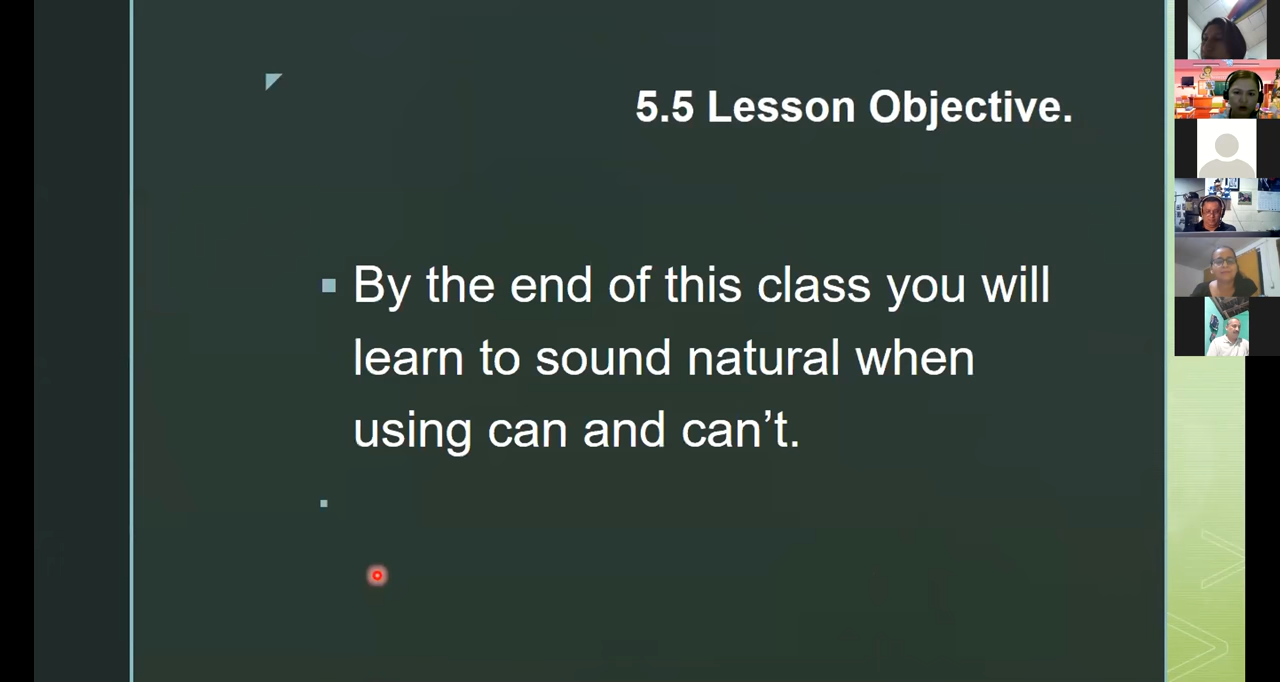 5.5 Lesson Objective.
By the end of this class you will
learn to sound natural when
using can and can’t.